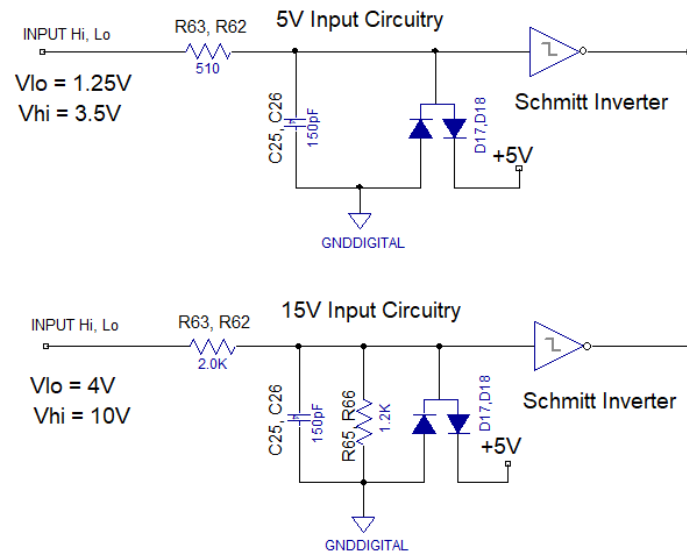 5V Input Circuitry
INPUT Hi, Lo
R63, R62
510
Vlo = 1.25V
Vhi = 3.5V
C25, C26
150pF
D17,D18
+5V
Schmitt Inverter
GNDDIGITAL
15V Input Circuitry
INPUT Hi, Lo
R63, R62
2.0K
Vlo = 4V
Vhi = 10V
C25, C26
150pF
R65, R66
1.2K
D17,D18
+5V
Schmitt Inverter
GNDDIGITAL